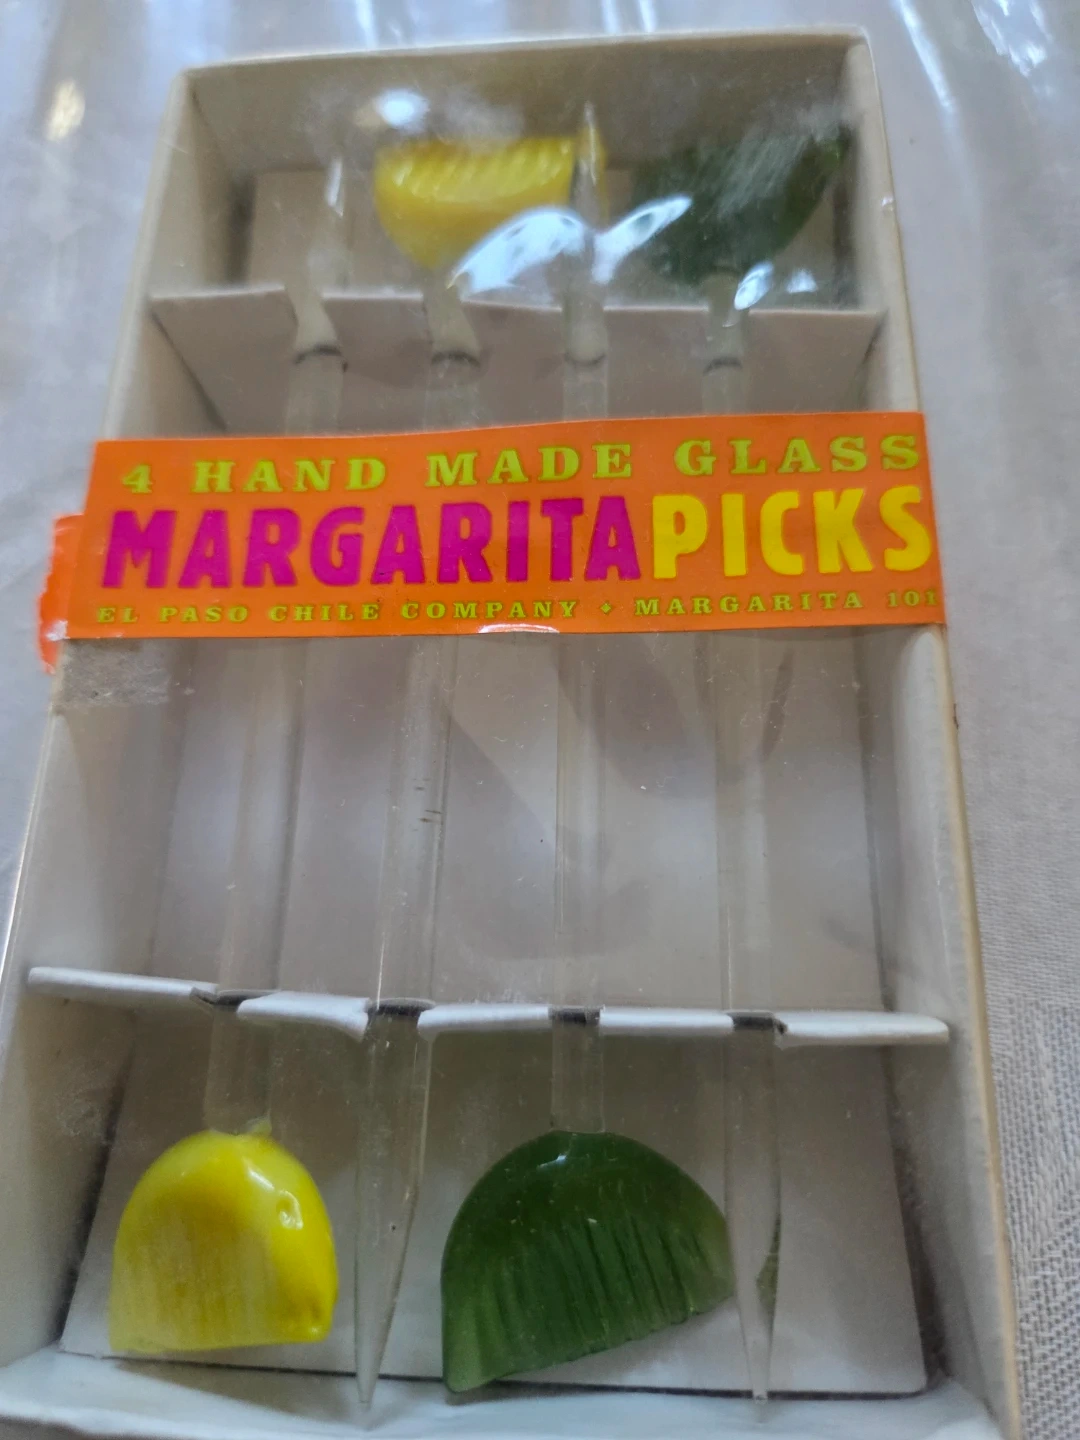 4 HAND MADE GLASS
MARGARITAPICKS
EL PASO CHILE COMPANY • MARGARITA 101